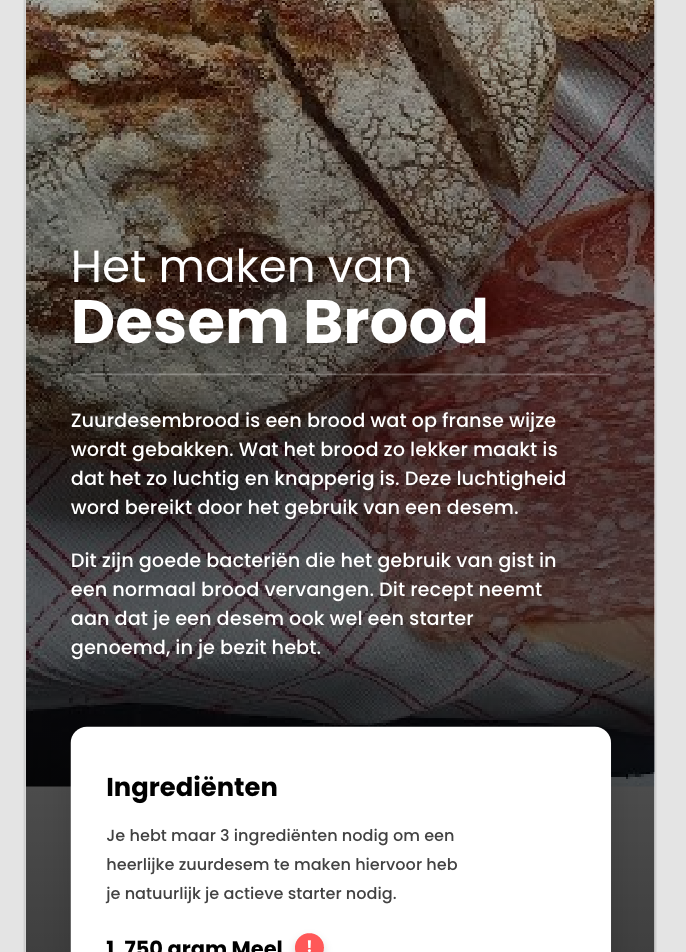 Het maken van
Desem Brood
Zuurdesembrood is een brood wat op franse wijze
wordt gebakken. Wat het brood zo lekker maakt is
dat het zo luchtig en knapperig is. Deze luchtigheid
word bereikt door het gebruik van een desem.
Dit zijn goede bacteriën die het gebruik van gist in
een normaal brood vervangen. Dit recept neemt
aan dat je een desem ook wel een starter
genoemd, in je bezit hebt.
Ingrediënten
Je hebt maar 3 ingrediënten nodig om een
heerlijke zuurdesem te maken hiervoor heb
je natuurlijk je actieve starter nodig.
1. 750 gram Meel !